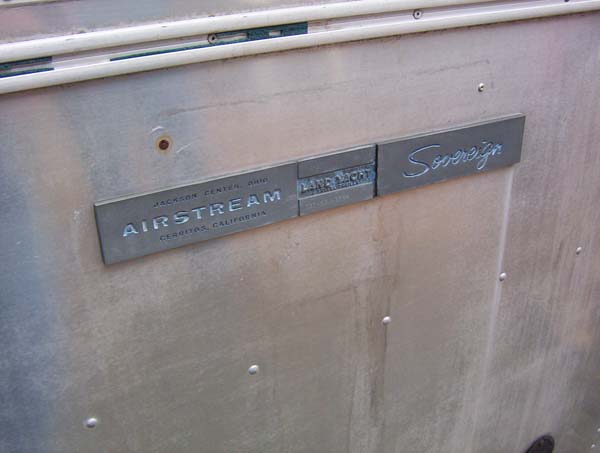 JACKSON CENTER, OHIO
AIRSTREAM
CERRITOS, CALIFORNIA
LAND YACHT
Sovereign